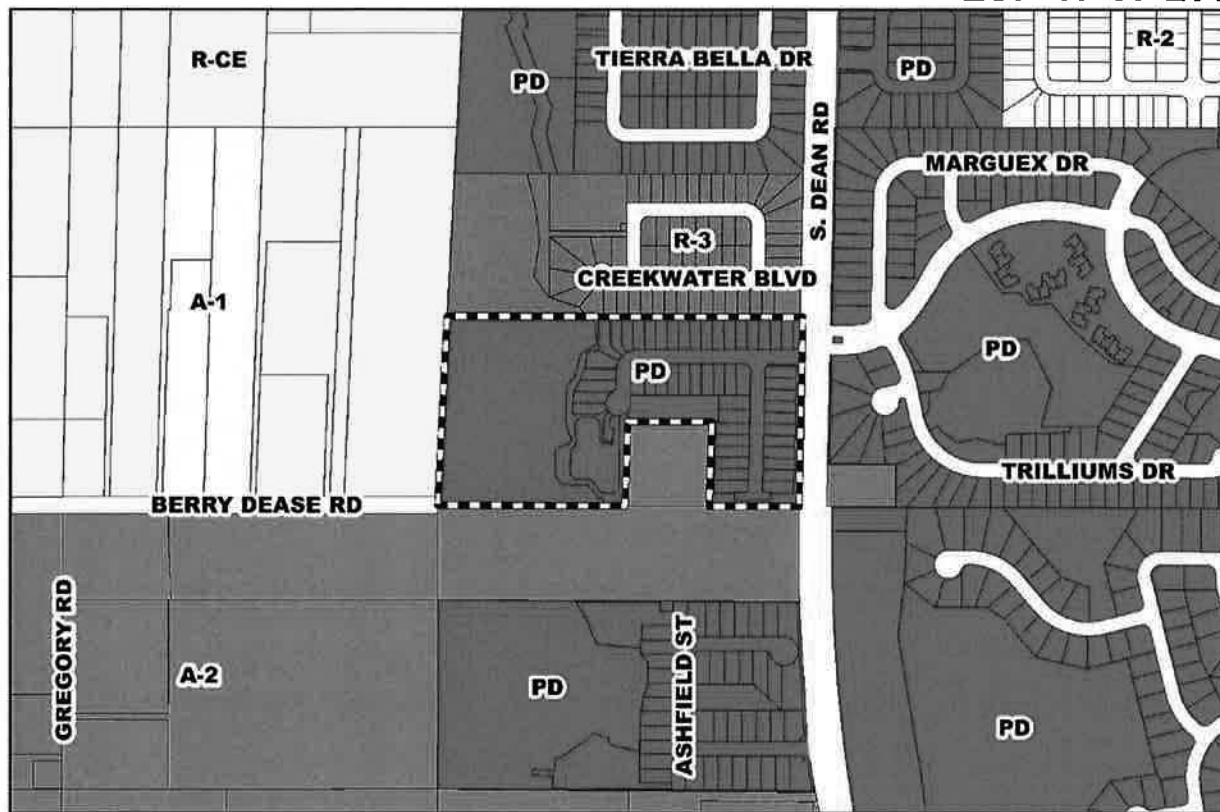 R-CE
PD
TIERRA BELLA DR
PD
R-2
S. DEAN RD
MARGUEX DR
R-3
A-1
CREEKWATER BLVD
PD
PD
TRILLIUMS DR
BERRY DEASE RD
GREGORY RD
A-2
PD
ASHFIELD ST
PD